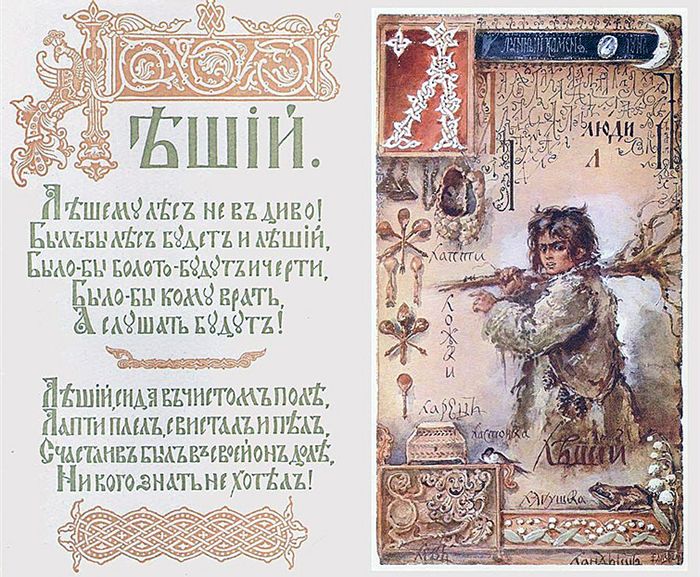 Лѣшій.
Лѣшему лѣсъ не въ диво!
Былъ-бы лѣсъ будетъ и лѣшій,
Было-бы болото-будутъ и черти,
Было-бы кому врать,
А слушать будутъ!
Лѣшій, сидя въ чистомъ полѣ,
Лапти плелъ, свисталъ и пѣлъ,
Счастливъ былъ въ своей онъ долѣ,
Никого знать не хотѣлъ!
Лунный камень Луна
Л
Люди
Л
Лапти
Ложки
Ларецъ
Ласточка
Лѣшій
Лягушка
Ландышъ